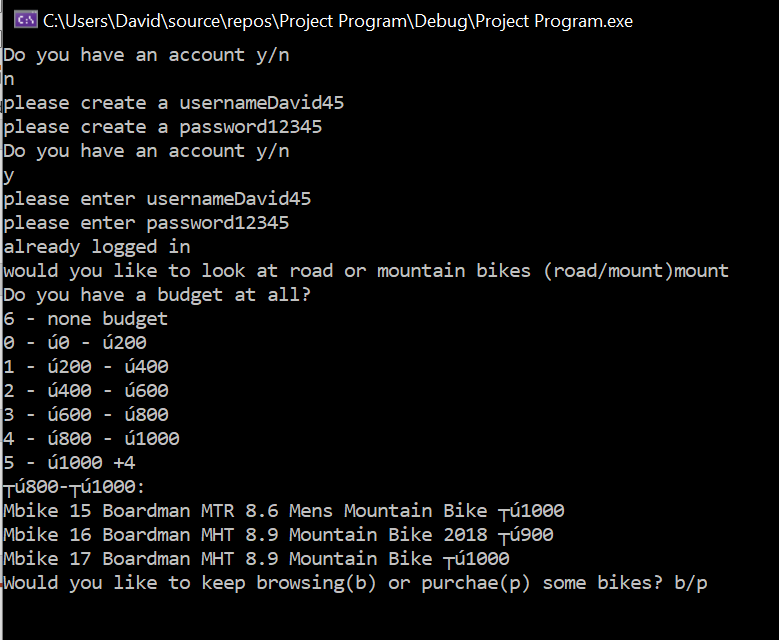 C:\Users\David\source\repos\Project Program\Debug\Project Program.exe
Do you have an account y/n
n
please create a usernameDavid45
please create a password12345
Do you have an account y/n
y
please enter usernameDavid45
please enter password12345
already logged in
would you like to look at road or mountain bikes (road/mount)mount
Do you have a budget at all?
6 - none budget
0 - ú0 - ú200
1 - ú200 - ú400
2 - ú400 - ú600
3 - ú600 - ú800
4 - ú800 - ú1000
5 - ú1000 +4
┬ú800-┬ú1000:
Mbike 15 Boardman MTR 8.6 Mens Mountain Bike ┬ú1000
Mbike 16 Boardman MHT 8.9 Mountain Bike 2018 ┬ú900
Mbike 17 Boardman MHT 8.9 Mountain Bike ┬ú1000
Would you like to keep browsing(b) or purchae(p) some bikes? b/p